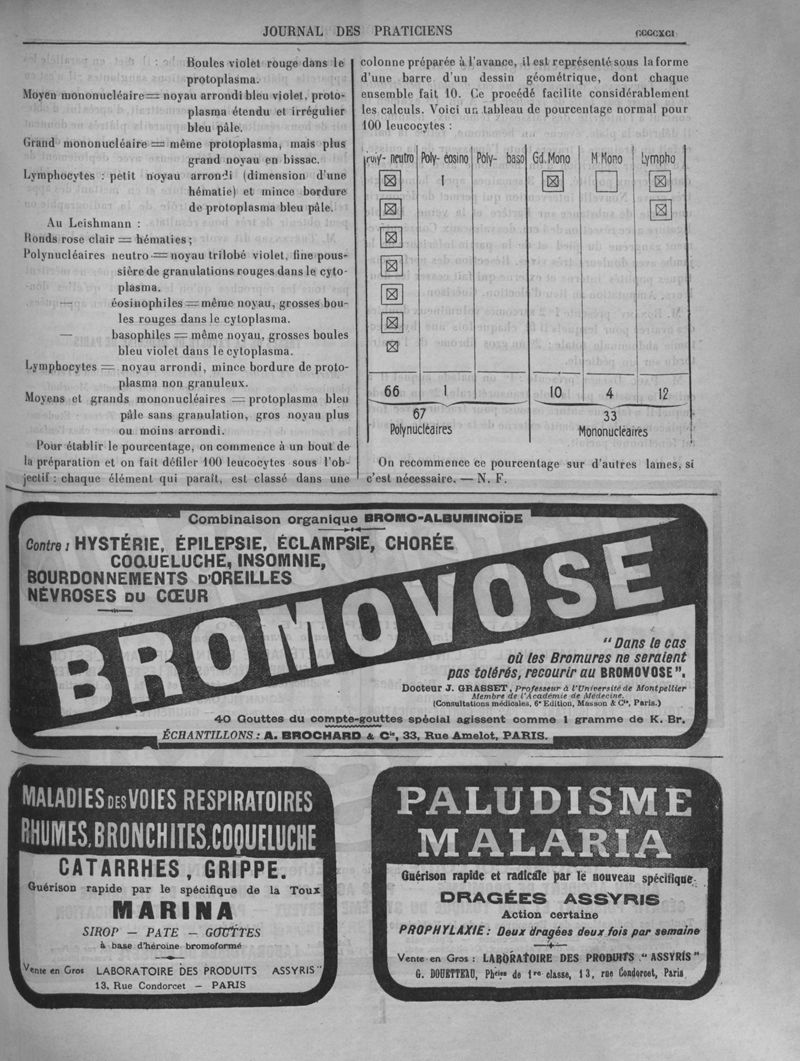 JOURNAL DES PRATICIENS
CCCCXCI
Boules violet rouge dans le
protoplasma.
Moyen mononucléaire = noyau arrondi bleu violet, proto-
plasma étendu et irrégulier
bleu pâle.
Grand mononucléaire = même protoplasma, mais plus
grand noyau en bissac.
Lymphocytes : petit noyau arrondi (dimension d'une
hématie) et mince bordure
de protoplasma bleu pâle.
Au Leishmann :
Ronds rose clair = hématies ;
Polynucléaires neutro = noyau trilobé violet, fine pous-
sière de granulations rouges dans le cyto-
plasma.
— éosinophiles = même noyau, grosses bou-
les rouges dans le cytoplasma.
— basophiles = même noyau, grosses boules
bleu violet dans le cytoplasma.
Lymphocytes = noyau arrondi, mince bordure de proto-
plasma non granuleux.
Moyens et grands mononucléaires = protoplasma bleu
pâle sans granulation, gros noyau plus
ou moins arrondi.
Pour établir le pourcentage, on commence à un bout de
la préparation et on fait défiler 100 leucocytes sous l'ob-
jectif : chaque élément qui paraît, est classé dans une
colonne préparée à l'avance, il est représenté sous la forme
d'une barre d'un dessin géométrique, dont chaque
ensemble fait 10. Ce procédé facilite considérablement
les calculs. Voici un tableau de pourcentage normal pour
100 leucocytes :
Poly- neutro Poly- éosino Poly- baso Gd. Mono M. Mono Lympho
1
66 1 10 4 12
67 33
Polynucléaires Mononucléaires
On recommence ce pourcentage sur d'autres lames, si
c'est nécessaire. — N. F.
Combinaison organique BROMO-ALBUMINOÏDE
Contre : HYSTÉRIE, ÉPILEPSIE, ÉCLAMPSIE, CHORÉE
COQUELUCHE, INSOMNIE,
BOURDONNEMENTS D'OREILLES
NÉVROSES DU CŒUR
BROMOVOSE
"Dans le cas
où les Bromures ne seraient
pas tolérés, recourir au BROMOVOSE".
Docteur J. GRASSET, Professeur à l'Université de Montpellier
Membre de l'Académie de Médecine.
(Consultations médicales, 6e Edition, Masson & Cie, Paris.)
40 Gouttes du compte-gouttes spécial agissent comme 1 gramme de K. Br.
ÉCHANTILLONS : A. BROCHARD & Cie, 33, Rue Amelot, PARIS.
MALADIES DES VOIES RESPIRATOIRES
RHUMES, BRONCHITES, COQUELUCHE
CATARRHES, GRIPPE.
Guérison rapide par le spécifique de la Toux
MARINA
SIROP — PATE — GOUTTES
à base d'héroïne bromoformé
Vente en Gros LABORATOIRE DES PRODUITS ASSYRIS"
13, Rue Condorcet — PARIS
PALUDISME
MALARIA
Guérison rapide et radicale par le nouveau spécifique
DRAGÉES ASSYRIS
Action certaine
PROPHYLAXIE : Deux dragées deux fois par semaine
Vente en Gros : LABORATOIRE DES PRODUITS "ASSYRIS"
G. DOURTTEAU, Phcien de 1re classe, 13, rue Condorcet, Paris